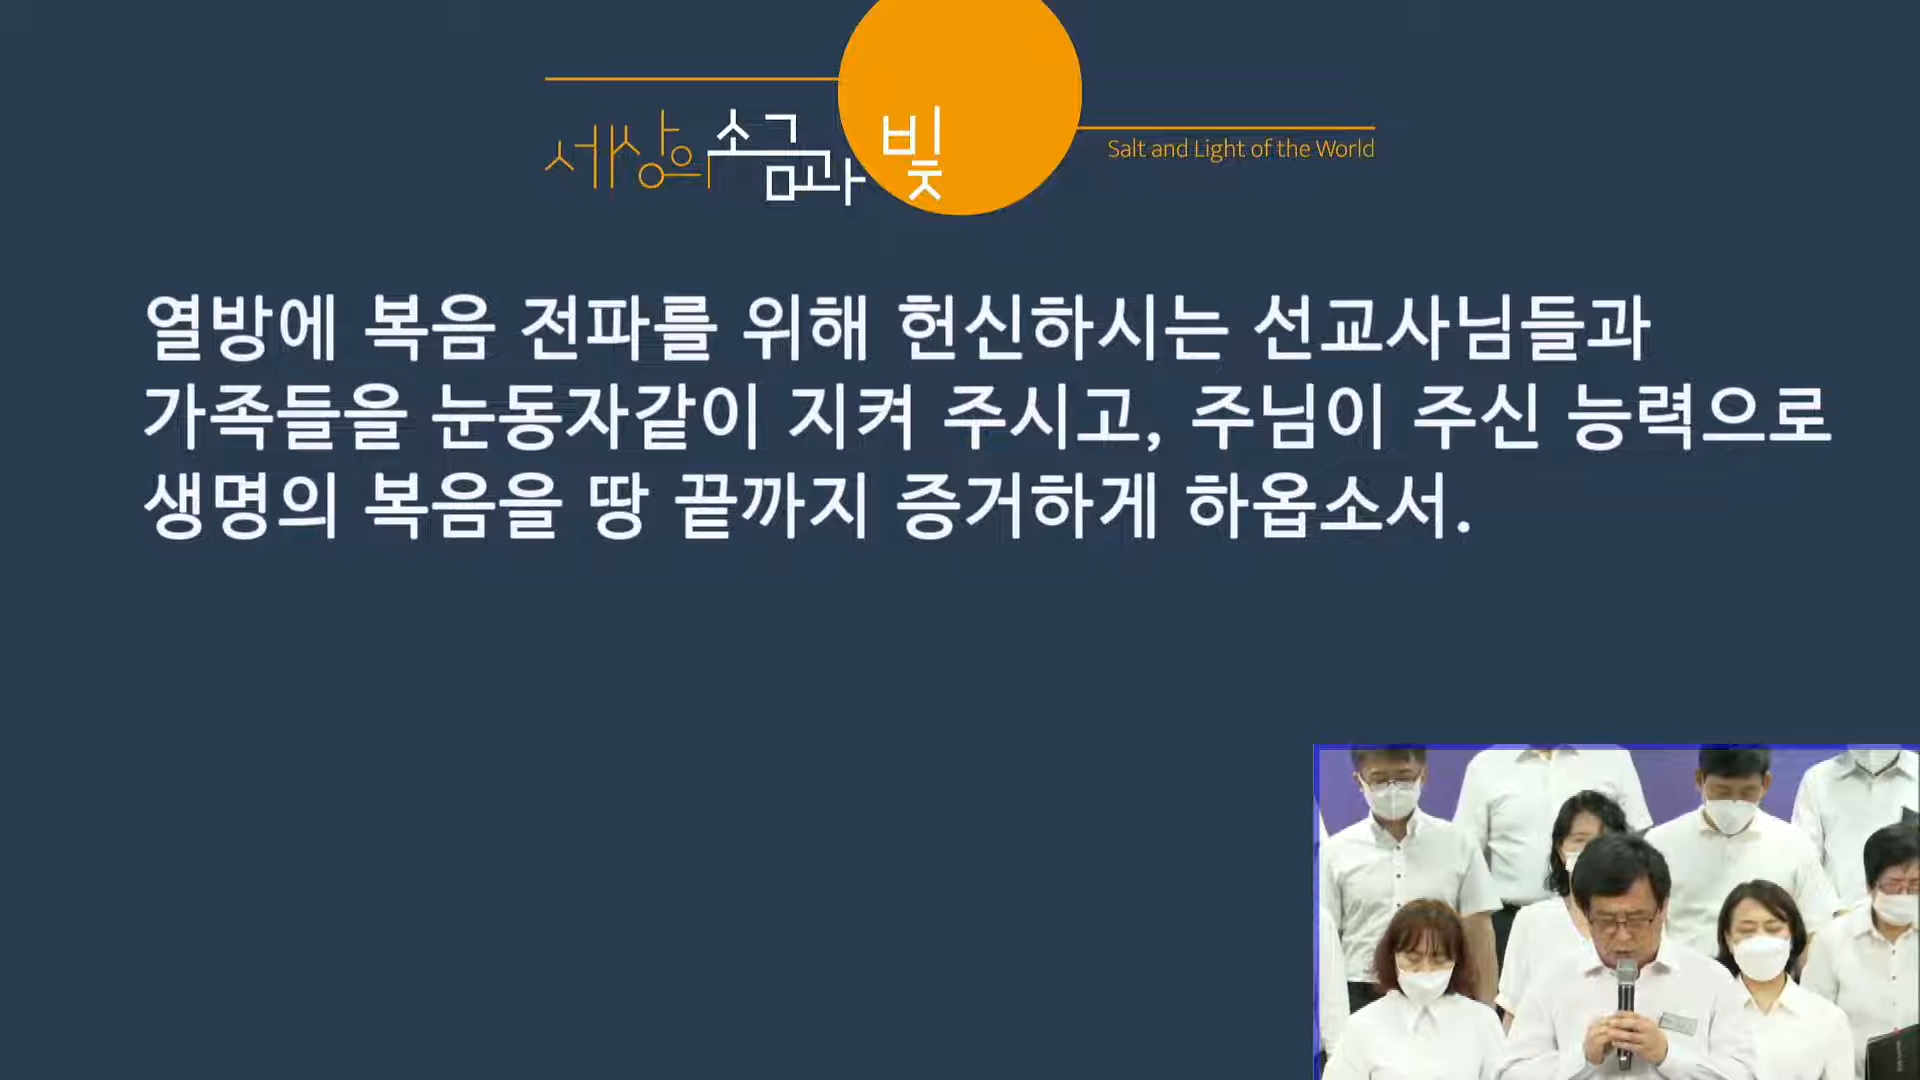 세상의 소금과 빛
Salt and Light of the World
열방에 복음 전파를 위해 헌신하시는 선교사님들과
가족들을 눈동자같이 지켜 주시고, 주님이 주신 능력으로
생명의 복음을 땅 끝까지 증거하게 하옵소서.